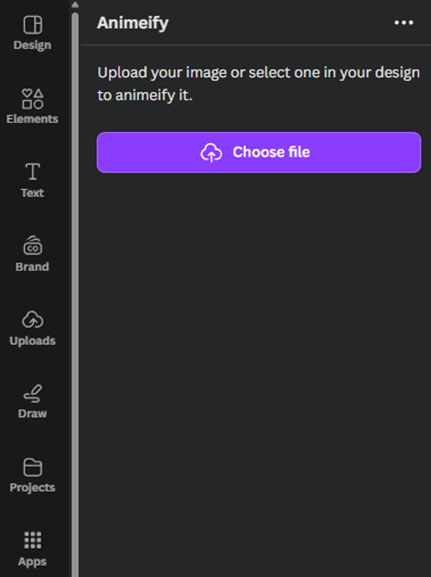 Design
Elements
Text
CO
Brand
Uploads
Draw
Projects
Apps
Animeify
Upload your image or select one in your design
to animeify it.
Choose file